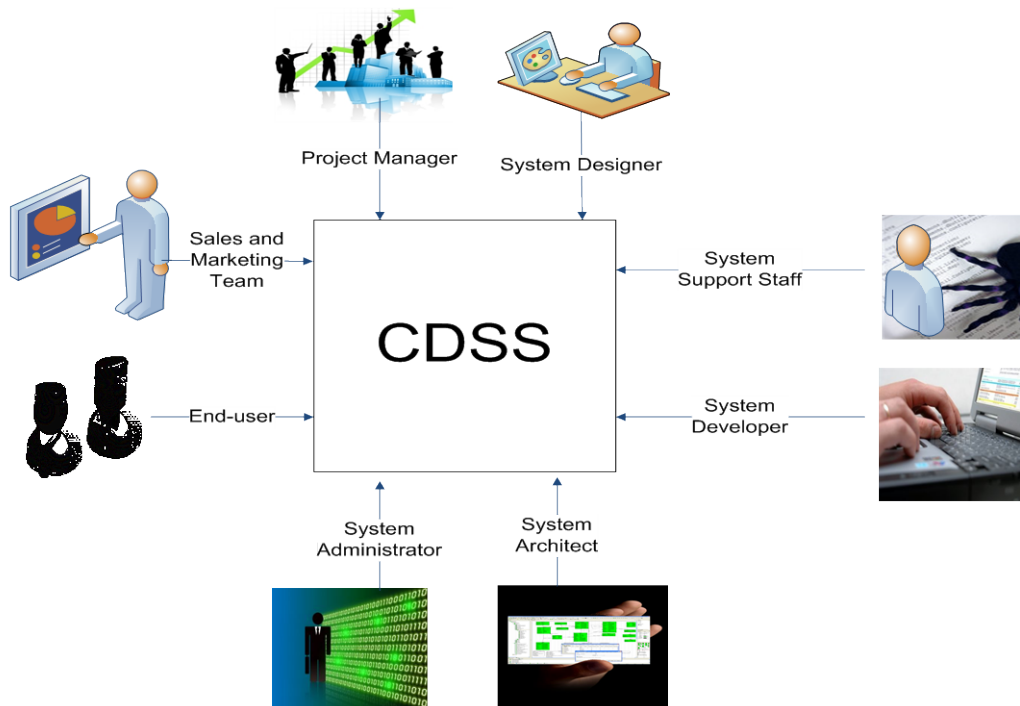 Project Manager
System Designer
Sales and
Marketing
Team
System
Support Staff
CDSS
End-user
System
Developer
System
Administrator
System
Architect